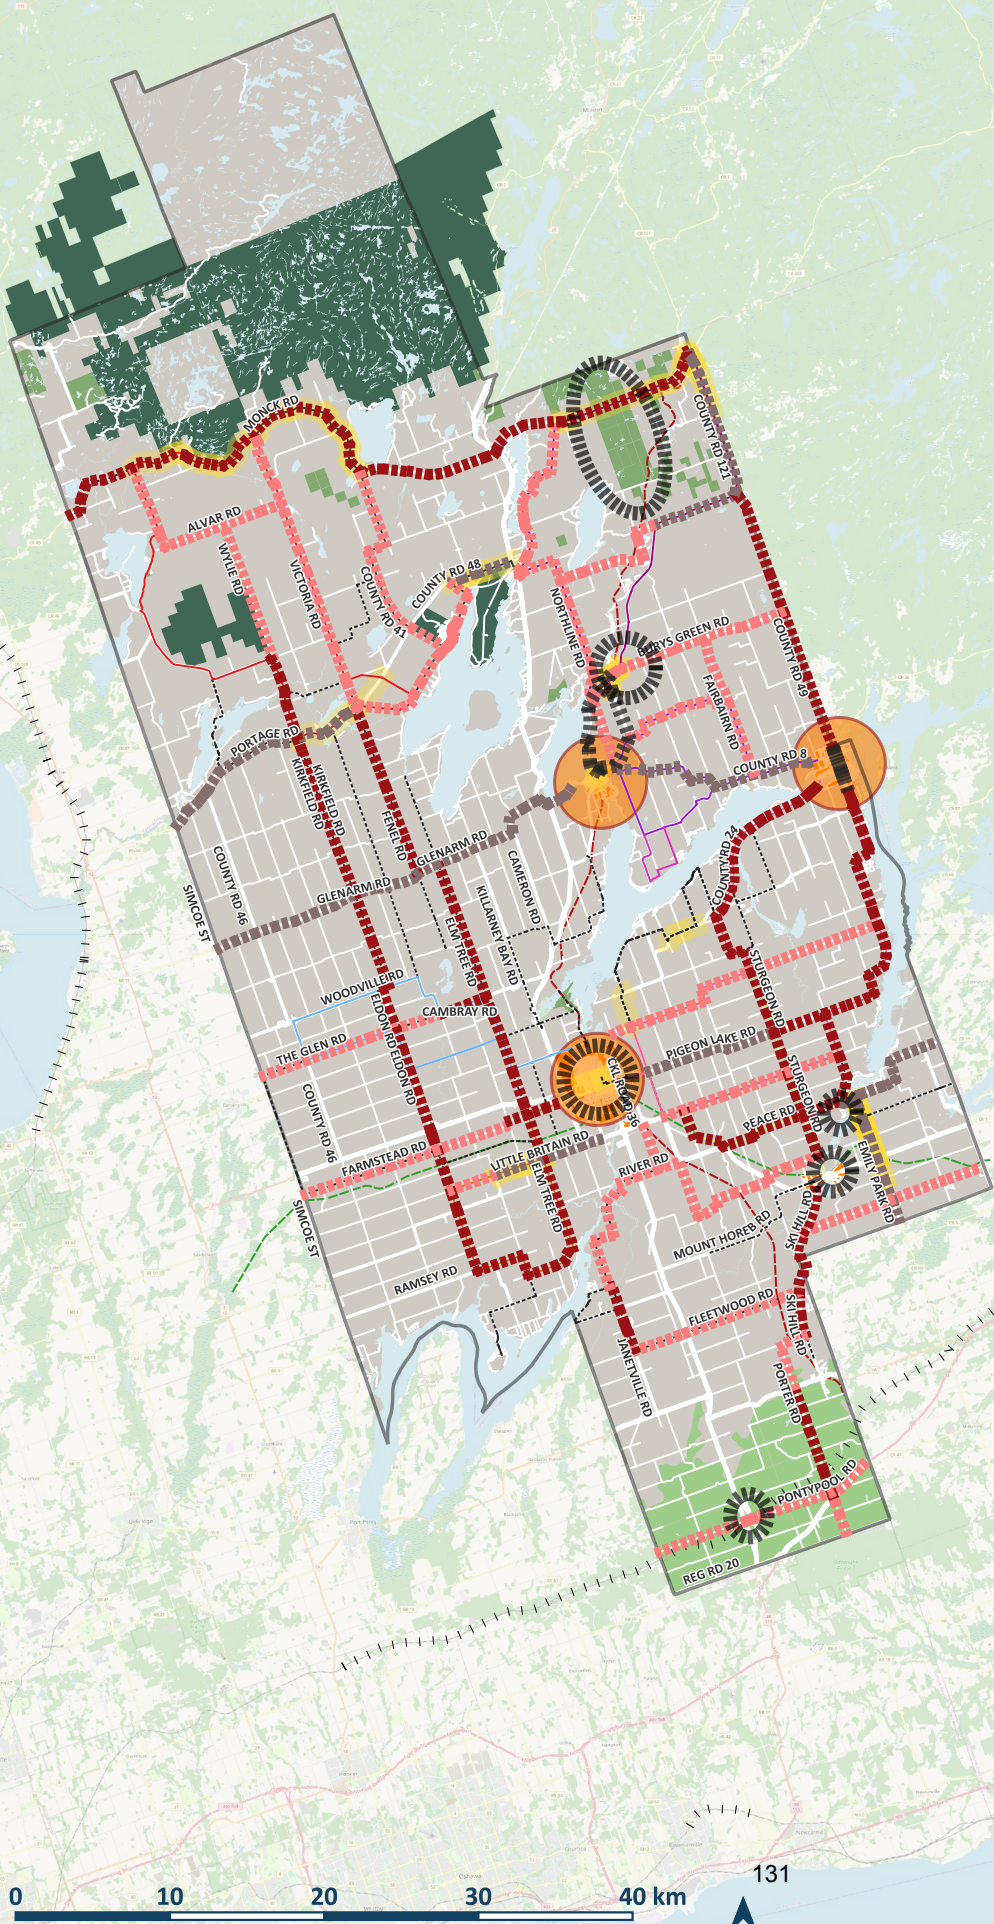 MONCK RD
COUNTY RD 121
ALVAR RD
WYLIE RD
VICTORIA RD
COUNTY RD 48
COUNTY RD 41
NORTHLINE RD
BURYS GREEN RD
COUNTY RD 49
FAIRBAIRN RD
PORTAGE RD
KIRKFIELD RD
KIRKFIELD RD
COUNTY RD 8
FENEL RD
GLENARM RD
GLENARM RD
COUNTY RD 46
SIMCOE ST
CAMERON RD
COUNTY RD 24
KILLARNEY BAY RD
ELM TREE RD
STURGEON RD
WOODVILLE RD
ELDON RD
CAMBRAY RD
THE GLEN RD
PIGEON LAKE RD
ELDON RD
CKL ROAD 36
STURGEON RD
COUNTY RD 46
PEACE RD
FARMSTEAD RD
UTTLE BRITAIN RD
RIVER RD
EMILY PARK RD
ELM TREE RD
SIMCOE ST
MOUNT HOREB RD
SKI HILL RD
RAMSEY RD
FLEETWOOD RD
SKI HILL RD
JANETVILLE RD
PORTER RD
PONTYPOOL RD
REG RD 20
131
0 10 20 30 40 km